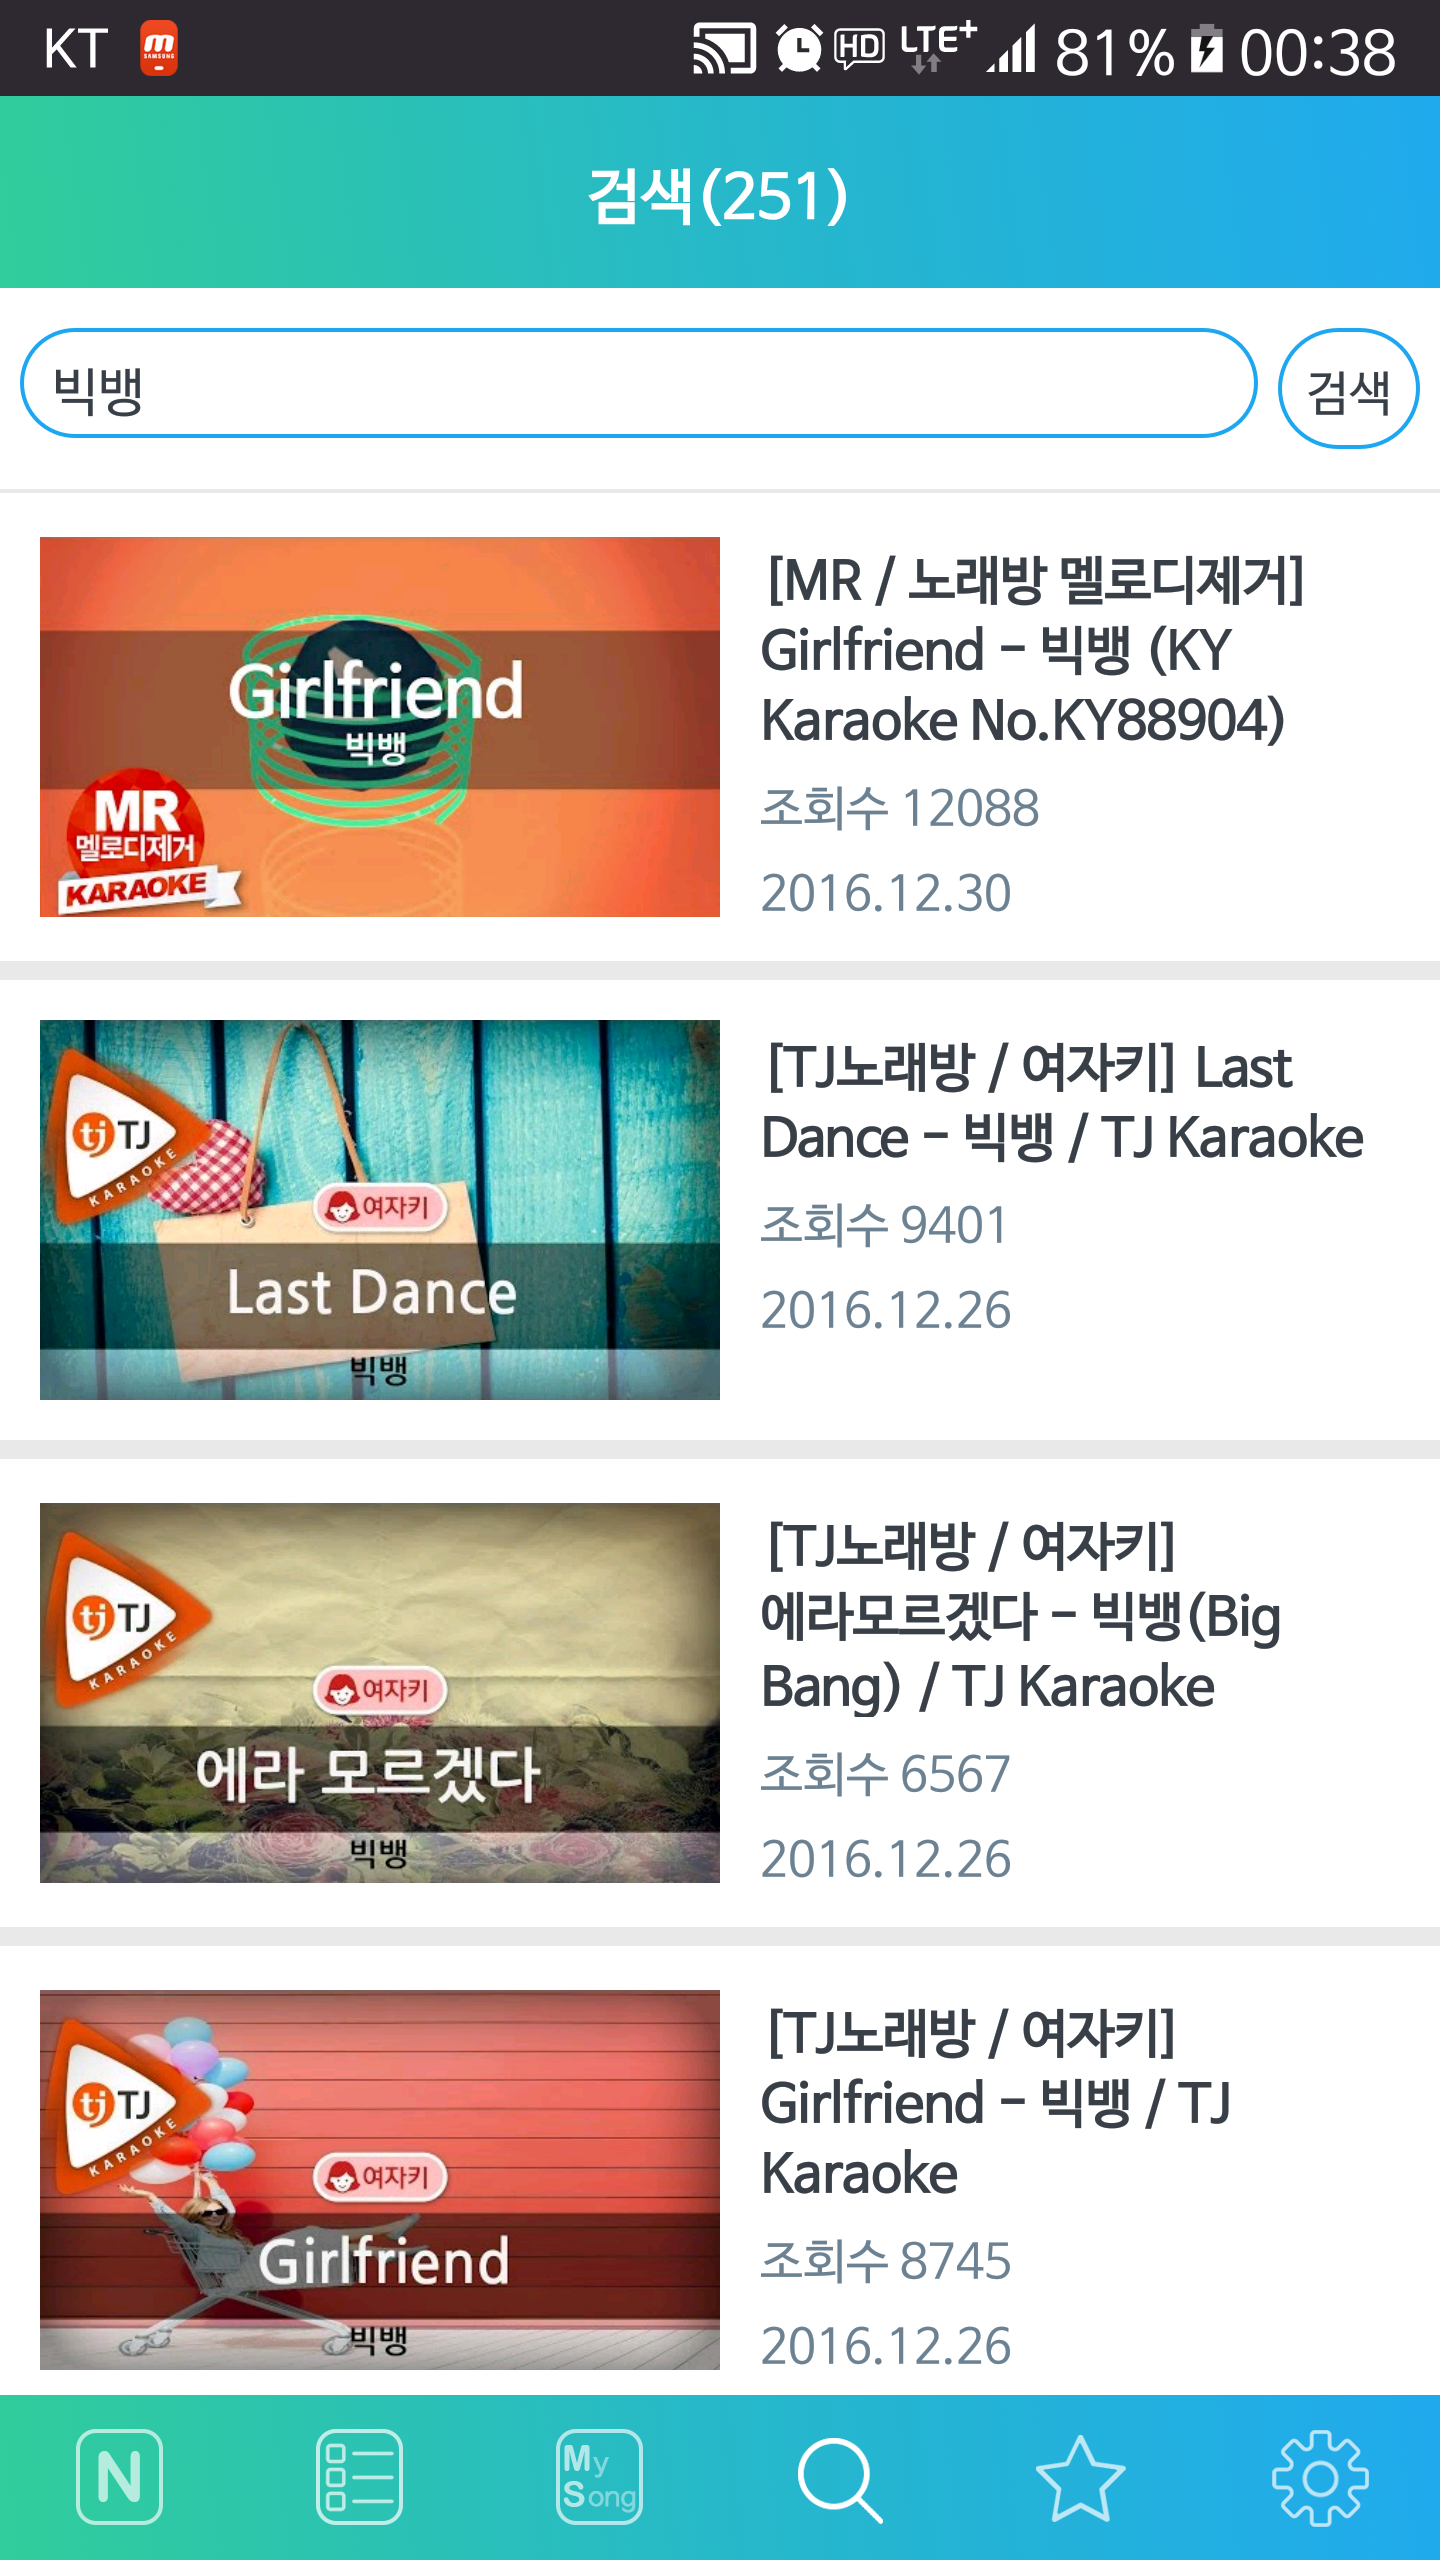 KT
m
SAMSUNG
HD
LTE+
81%
00:38
검색(251)
빅뱅
검색
Girlfriend
빅뱅
MR
멜로디제거
KARAOKE
[MR / 노래방 멜로디제거]
Girlfriend - 빅뱅 (KY
Karaoke No.KY88904)
조회수 12088
2016.12.30
tj TJ
KARAOKE
여자키
Last Dance
빅뱅
[TJ노래방 / 여자키] Last
Dance - 빅뱅 / TJ Karaoke
조회수 9401
2016.12.26
tj TJ
KARAOKE
여자키
에라 모르겠다
빅뱅
[TJ노래방 / 여자키]
에라모르겠다 - 빅뱅(Big
Bang) / TJ Karaoke
조회수 6567
2016.12.26
tj TJ
KARAOKE
여자키
Girlfriend
빅뱅
[TJ노래방 / 여자키]
Girlfriend - 빅뱅 / TJ
Karaoke
조회수 8745
2016.12.26
N
My
Song